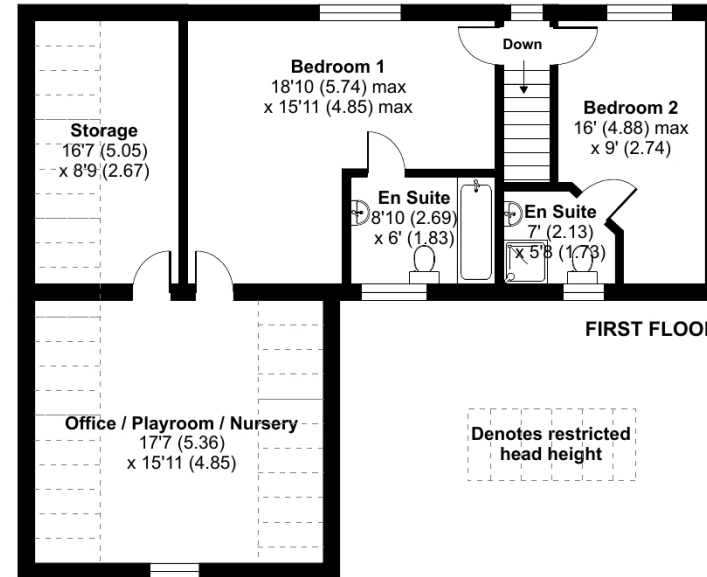 Down
Bedroom 1
18'10 (5.74) max
x 15'11 (4.85) max
Bedroom 2
16' (4.88) max
x 9' (2.74)
Storage
16'7 (5.05)
x 8'9 (2.67)
En Suite
8'10 (2.69)
x 6' (1.83)
En Suite
7' (2.13)
x 5'8 (1.73)
FIRST FLOOR
Office / Playroom / Nursery
17'7 (5.36)
x 15'11 (4.85)
Denotes restricted
head height